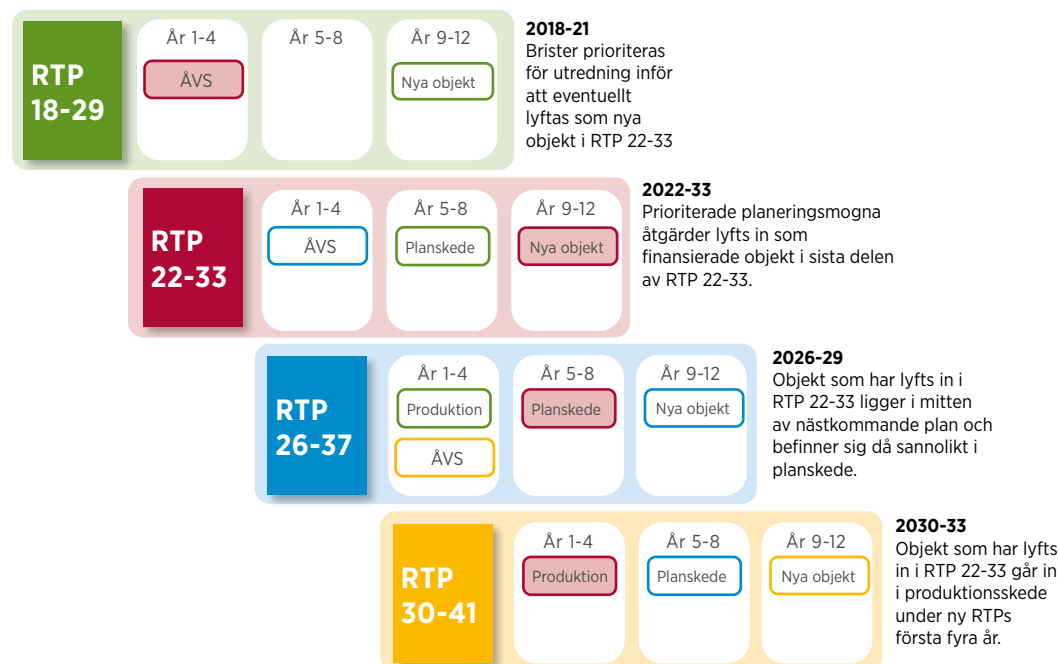 RTP
18-29
År 1-4
ÅVS
År 5-8
År 9-12
Nya objekt
2018-21
Brister prioriteras
för utredning inför
att eventuellt
lyftas som nya
objekt i RTP 22-33
RTP
22-33
År 1-4
ÅVS
År 5-8
Planskede
År 9-12
Nya objekt
2022-33
Prioriterade planeringsmogna
åtgärder lyfts in som
finansierade objekt i sista delen
av RTP 22-33.
RTP
26-37
År 1-4
Produktion
ÅVS
År 5-8
Planskede
År 9-12
Nya objekt
2026-29
Objekt som har lyfts in i
RTP 22-33 ligger i mitten
av nästkommande plan och
befinner sig då sannolikt i
planskede.
RTP
30-41
År 1-4
Produktion
År 5-8
Planskede
År 9-12
Nya objekt
2030-33
Objekt som har lyfts
in i RTP 22-33 går in
i produktionsskede
under ny RTPs
första fyra år.